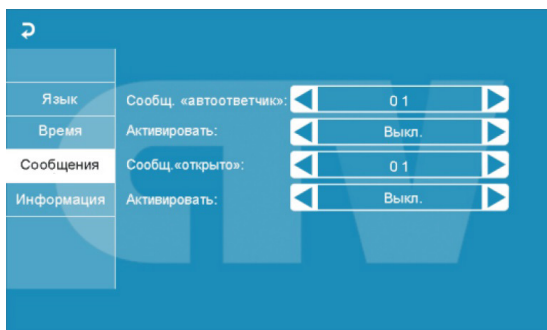 Язык
Сообщ. «автоответчик»: 0 1
Время
Активировать: Выкл.
Сообщения
Сообщ.«открыто»: 0 1
Информация
Активировать: Выкл.